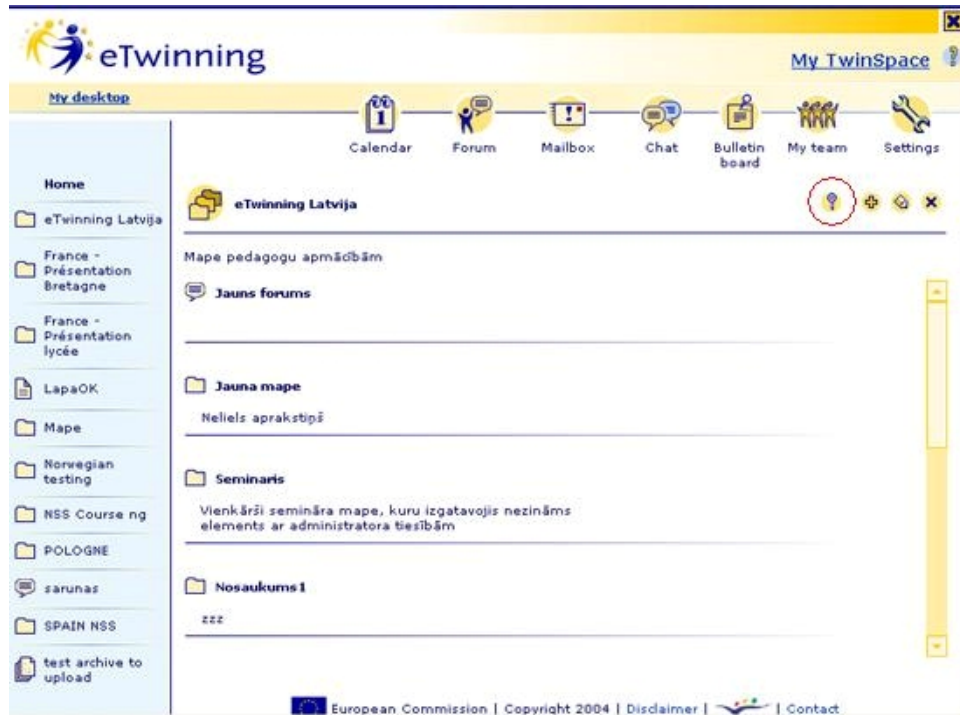 eTwinning
My TwinSpace
My desktop
Calendar
Forum
Mailbox
Chat
Bulletin
board
My team
Settings
Home
eTwinning Latvija
France -
Présentation
Bretagne
France -
Présentation
lycée
LapaOK
Mape
Norwegian
testing
NSS Course ng
POLOGNE
sarunas
SPAIN NSS
test archive to
upload
eTwinning Latvija
Mape pedagogu apmācībām
Jauns forums
Jauna mape
Neliels aprakstiņš
Seminaris
Vienkārši semināra mape, kuru izgatavojis nezināms
elements ar administratora tiesībām
Nosaukums1
zzz
European Commission | Copyright 2004 | Disclaimer | | Contact